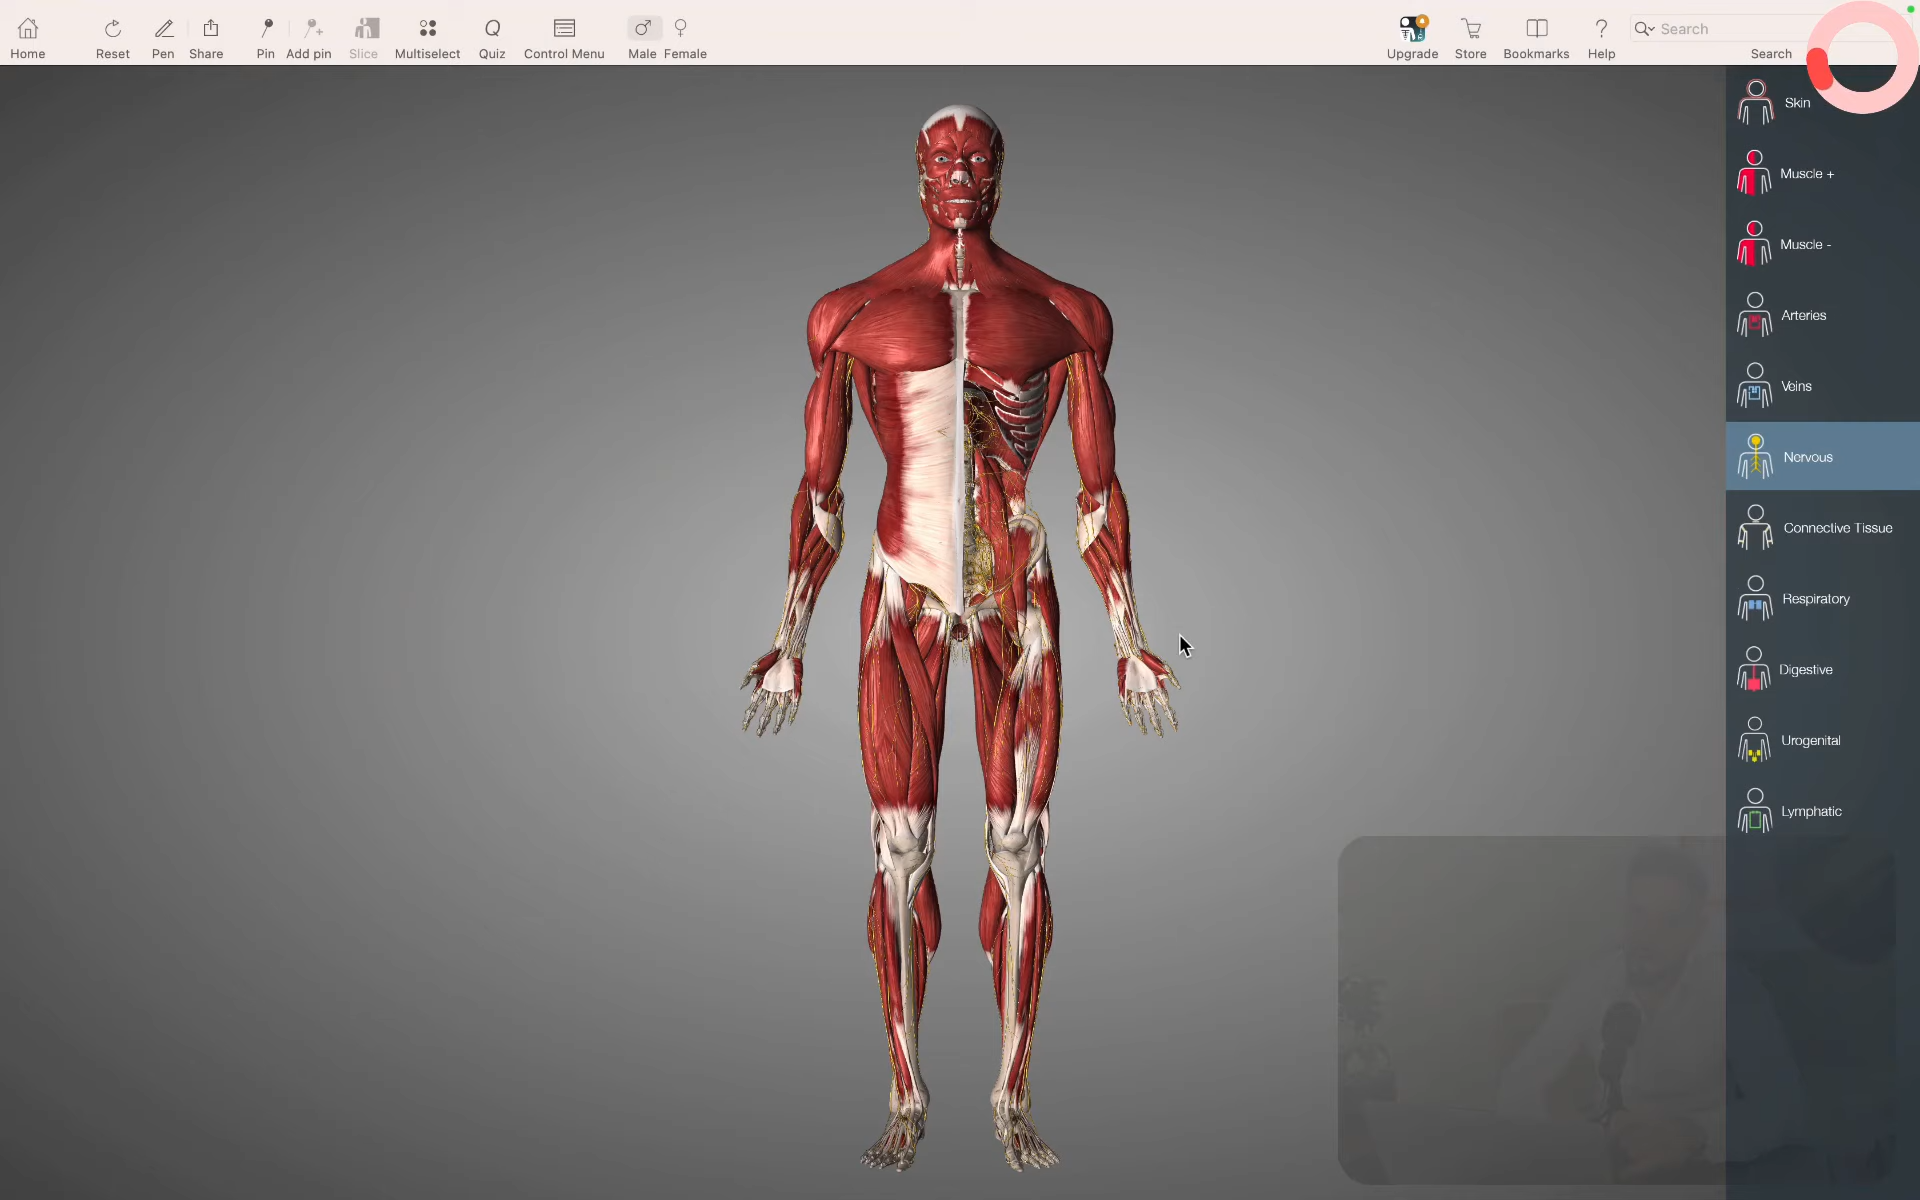 Home
Reset
Pen
Share
Pin
Add pin
Slice
Multiselect
Q
Quiz
Control Menu
Male
Female
Upgrade
Store
Bookmarks
?
Help
Search
Search
Skin
Muscle +
Muscle -
Arteries
Veins
Nervous
Connective Tissue
Respiratory
Digestive
Urogenital
Lymphatic